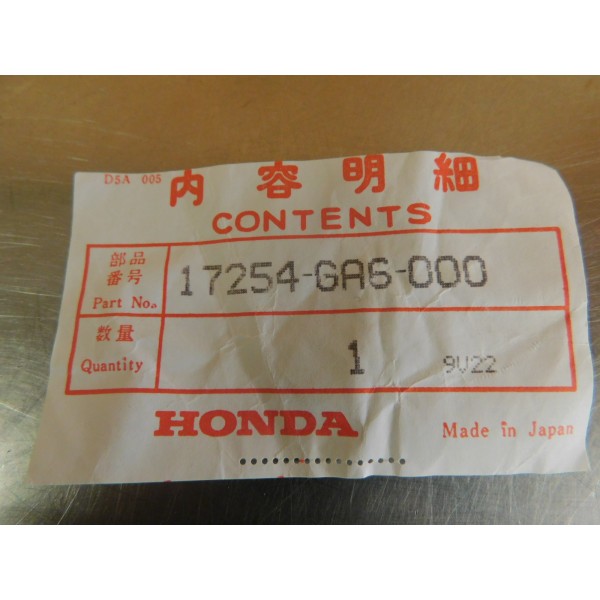 DSA 005
内容明細
CONTENTS
部品
番号
Part No.
17254-GA6-000
数量
Quantity
1 9V22
HONDA
Made in Japan